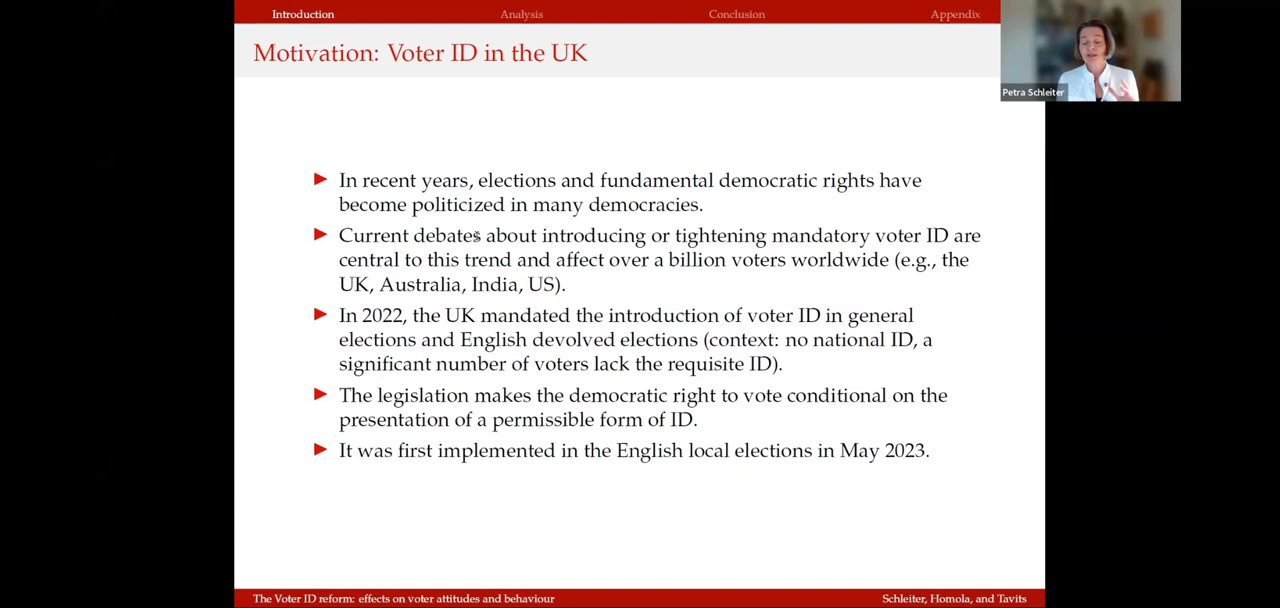 Introduction
Analysis
Conclusion
Appendix
Motivation: Voter ID in the UK
Petra Schleiter
In recent years, elections and fundamental democratic rights have
become politicized in many democracies.
Current debates about introducing or tightening mandatory voter ID are
central to this trend and affect over a billion voters worldwide (e.g., the
UK, Australia, India, US).
In 2022, the UK mandated the introduction of voter ID in general
elections and English devolved elections (context: no national ID, a
significant number of voters lack the requisite ID).
The legislation makes the democratic right to vote conditional on the
presentation of a permissible form of ID.
It was first implemented in the English local elections in May 2023.
The Voter ID reform: effects on voter attitudes and behaviour
Schleiter, Homola, and Tavits